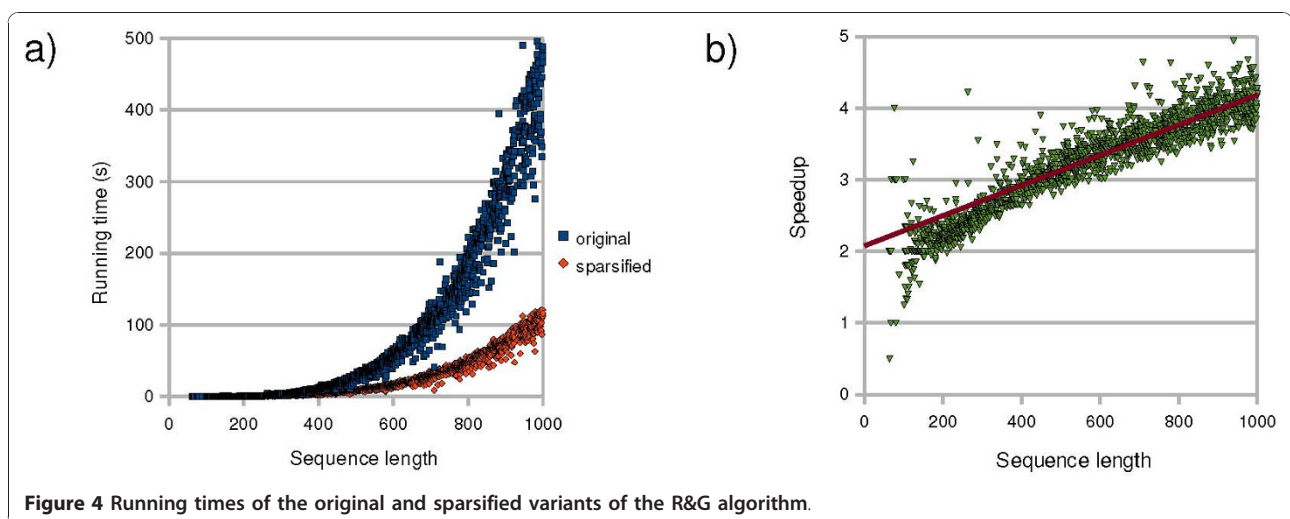 a)
500
400
300
200
100
0
Running time (s)
0 200 400 600 800 1000
Sequence length
original
sparsified
b)
5
4
3
2
1
0
Speedup
0 200 400 600 800 1000
Sequence length
Figure 4 Running times of the original and sparsified variants of the R&G algorithm.